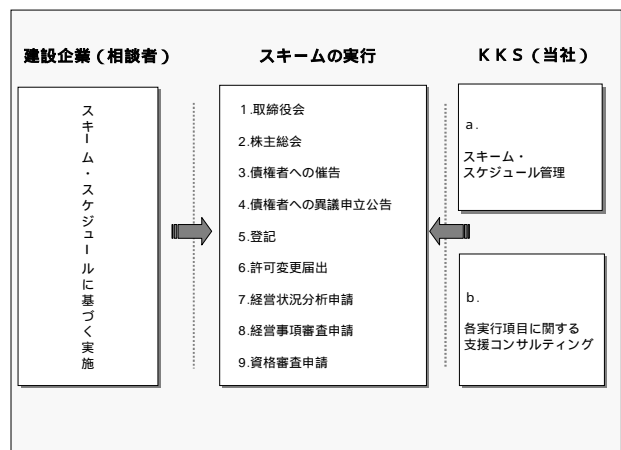 建設企業（相談者）
スキーム・スケジュールに基づく実施
スキームの実行
1.取締役会
2.株主総会
3.債権者への催告
4.債権者への異議申立公告
5.登記
6.許可変更届出
7.経営状況分析申請
8.経営事項審査申請
9.資格審査申請
ＫＫＳ（当社）
ａ．
スキーム・
スケジュール管理
ｂ．
各実行項目に関する
支援コンサルティング